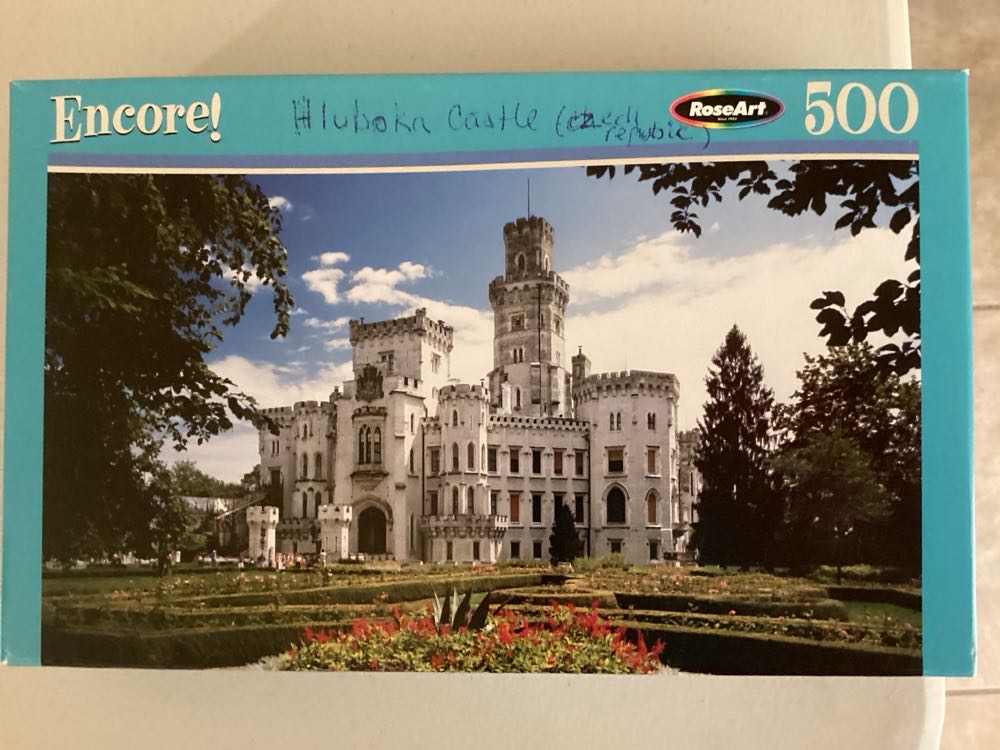 Encore!
Hluboka Castle (Czech
republic)
RoseArt
500